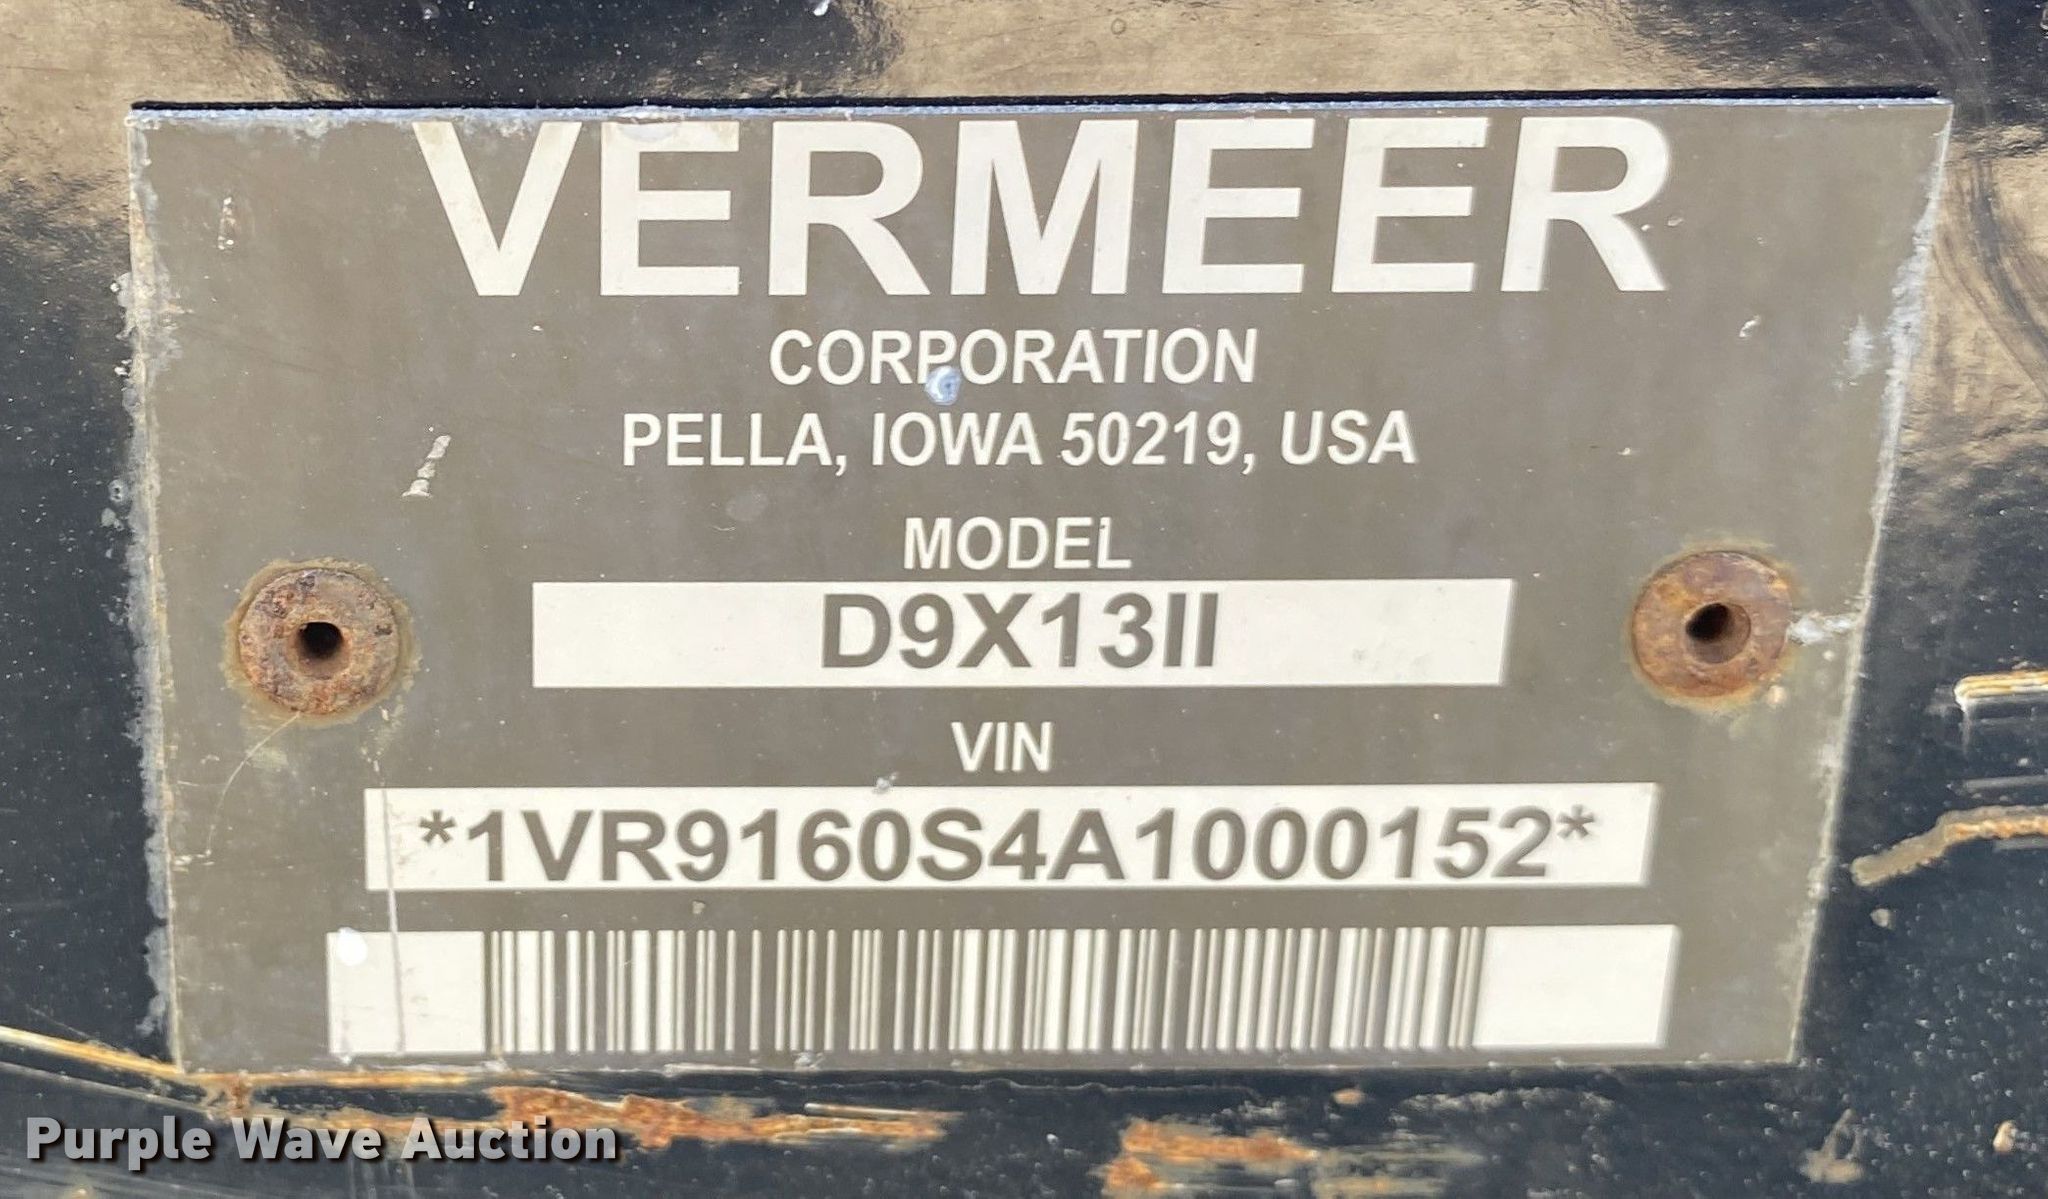 VERMEER
CORPORATION
PELLA, IOWA 50219, USA
MODEL
D9X13II
VIN
*1VR9160S4A1000152*
Purple Wave Auction